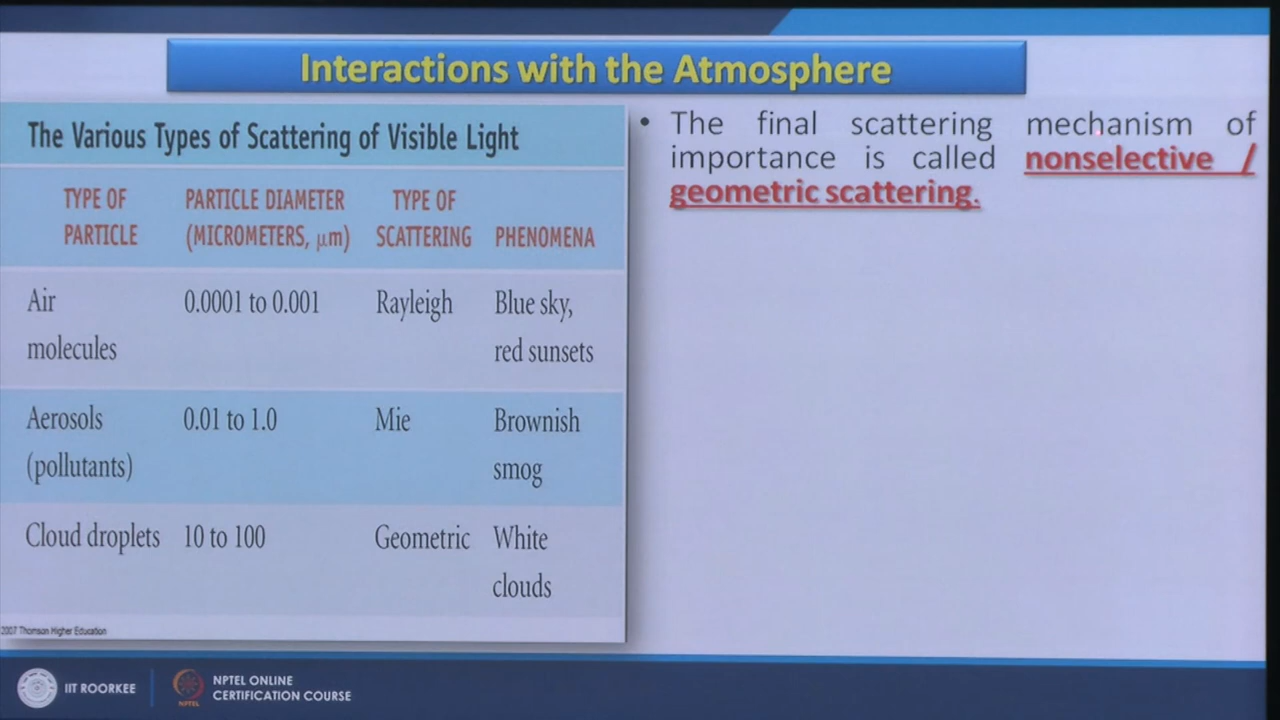 Interactions with the Atmosphere
The Various Types of Scattering of Visible Light
TYPE OF PARTICLE
PARTICLE DIAMETER (MICROMETERS, μm)
TYPE OF SCATTERING
PHENOMENA
Air molecules
0.0001 to 0.001
Rayleigh
Blue sky, red sunsets
Aerosols (pollutants)
0.01 to 1.0
Mie
Brownish smog
Cloud droplets
10 to 100
Geometric
White clouds
2007 Thomson Higher Education
• The final scattering mechanism of
importance is called nonselective /
geometric scattering.
IIT ROORKEE
NPTEL
NPTEL ONLINE
CERTIFICATION COURSE